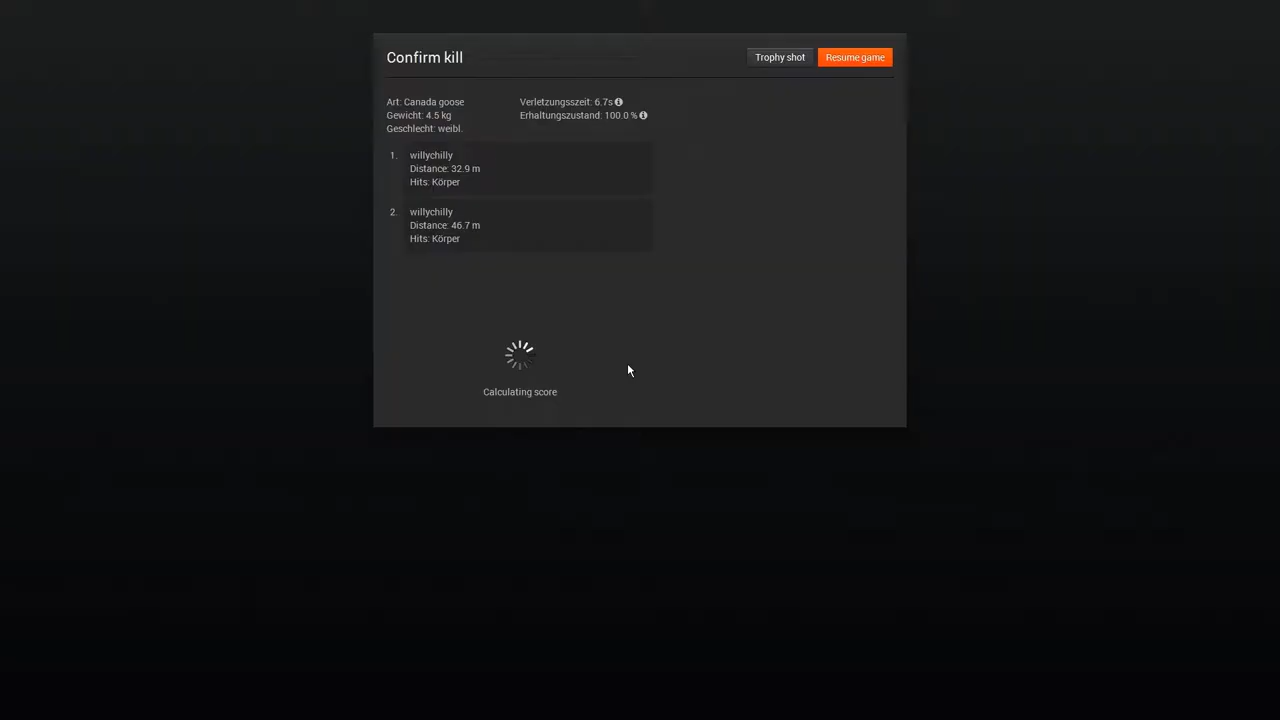 Confirm kill
Trophy shot
Resume game
Art: Canada goose
Gewicht: 4.5 kg
Geschlecht: weibl.
Verletzungsszeit: 6.7s
Erhaltungszustand: 100.0 %
1. willychilly
Distance: 32.9 m
Hits: Körper
2. willychilly
Distance: 46.7 m
Hits: Körper
Calculating score